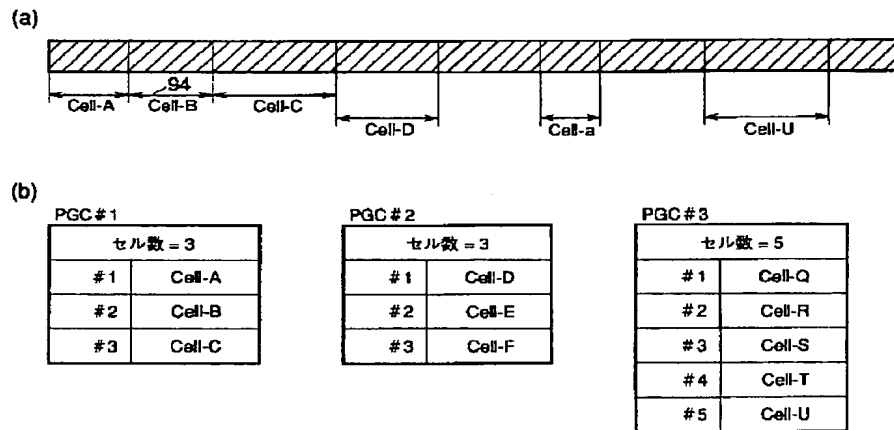 (a)
94
Cell-A Cell-B Cell-C
Cell-D Cell-a Cell-U
(b)
PGC#1 PGC#2 PGC#3
セル数 = 3 セル数 = 3 セル数 = 5
#1 Cell-A #1 Cell-D #1 Cell-Q
#2 Cell-B #2 Cell-E #2 Cell-R
#3 Cell-C #3 Cell-F #3 Cell-S
#4 Cell-T
#5 Cell-U